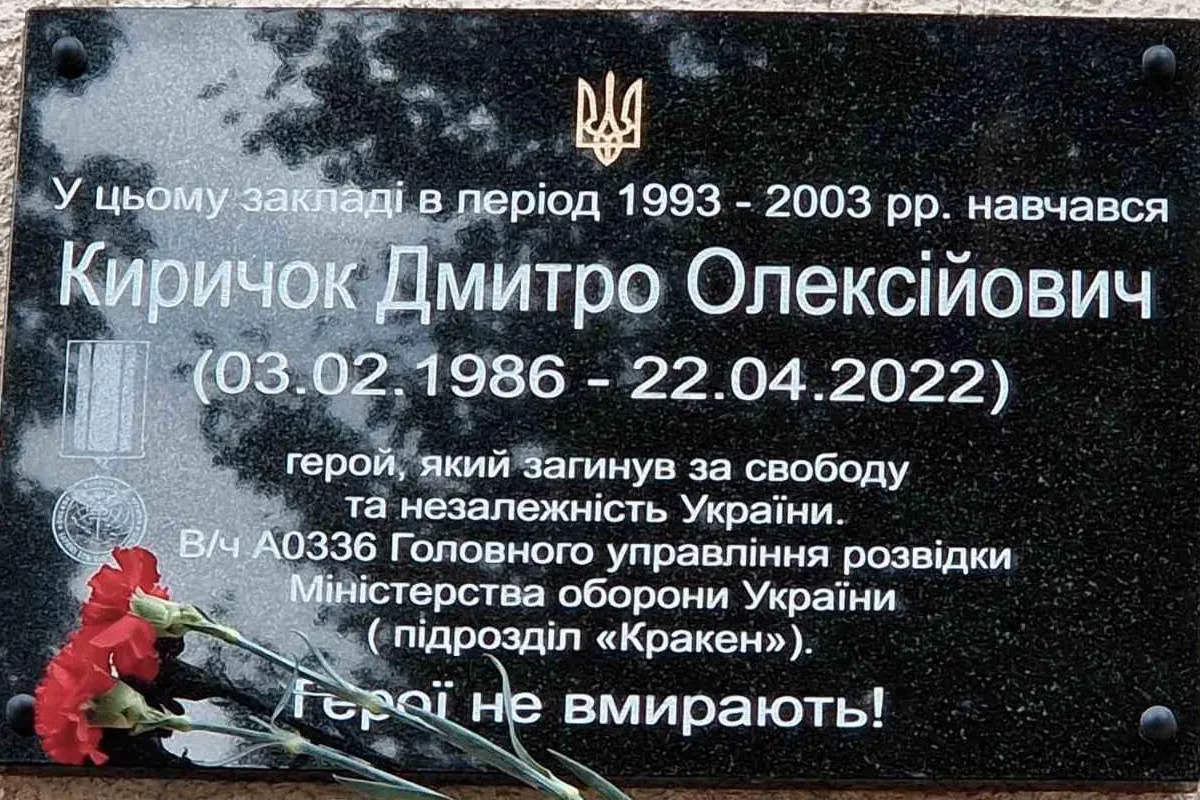 У цьому закладі в період 1993 - 2003 рр. навчався
Киричок Дмитро Олексійович
(03.02.1986 - 22.04.2022)
герой, який загинув за свободу
та незалежність України.
В/ч А0336 Головного управління розвідки
Міністерства оборони України
( підрозділ «Кракен»).
Герої не вмирають!